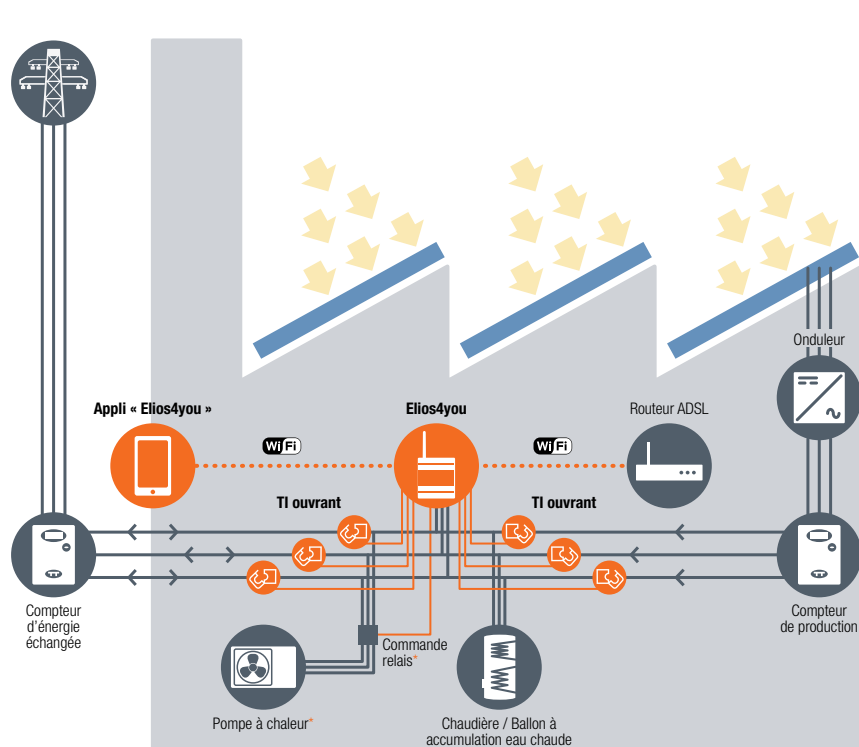 Onduleur
Appli « Elios4you »
Elios4you
Routeur ADSL
WiFi
WiFi
TI ouvrant
TI ouvrant
Compteur
d'énergie
échangée
Compteur
de production
Commande
relais*
Pompe à chaleur*
Chaudière / Ballon à
accumulation eau chaude